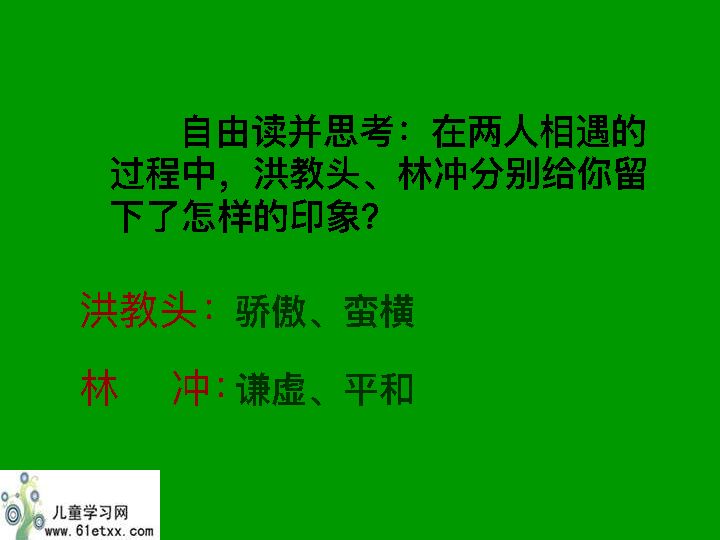 自由读并思考：在两人相遇的
过程中，洪教头、林冲分别给你留
下了怎样的印象？
洪教头：骄傲、蛮横
林 冲：谦虚、平和
儿童学习网
www.61etxx.com